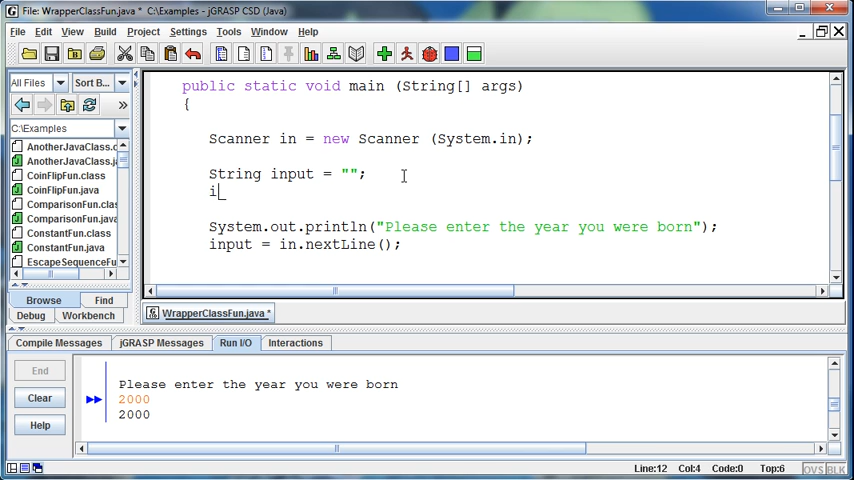 File: WrapperClassFun.java * C:\Examples - jGRASP CSD (Java)
File Edit View Build Project Settings Tools Window Help
All Files Sort B...
C:\Examples
AnotherJavaClass.c
AnotherJavaClass.ja
CoinFlipFun.class
CoinFlipFun.java
ComparisonFun.clas
ComparisonFun.java
ConstantFun.class
ConstantFun.java
EscapeSequenceFu
Browse Find
Debug Workbench
public static void main (String[] args)
{
Scanner in = new Scanner (System.in);
String input = "";
i
System.out.println("Please enter the year you were born");
input = in.nextLine();
WrapperClassFun.java *
Compile Messages jGRASP Messages Run I/O Interactions
End
Clear
Help
Please enter the year you were born
2000
2000
Line:12 Col:4 Code:0 Top:6 OVS BLK